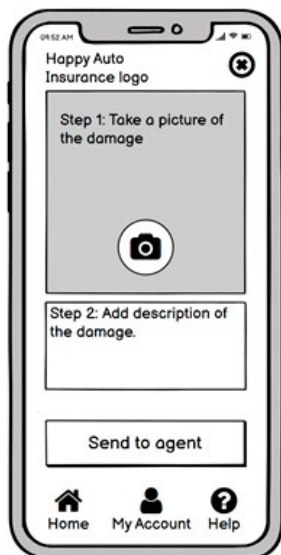 09:52 AM
Happy Auto
Insurance logo
Step 1: Take a picture of
the damage
Step 2: Add description of
the damage.
Send to agent
Home My Account Help